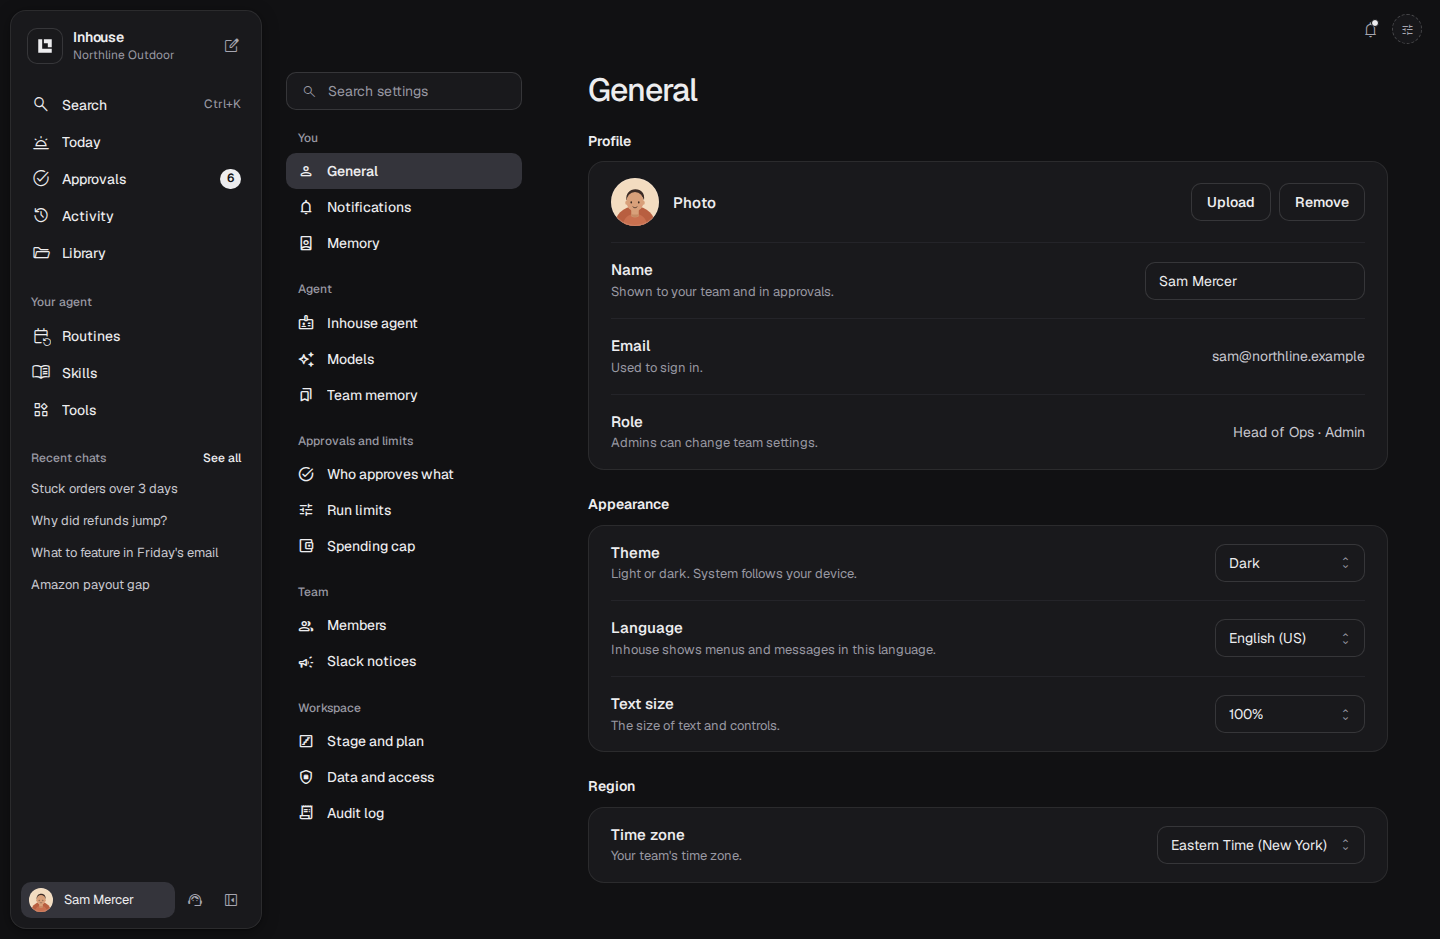 Inhouse
Northline Outdoor
Search Ctrl+K
Today
Approvals 6
Activity
Library
Your agent
Routines
Skills
Tools
Recent chats See all
Stuck orders over 3 days
Why did refunds jump?
What to feature in Friday's email
Amazon payout gap
Sam Mercer
Search settings
You
General
Notifications
Memory
Agent
Inhouse agent
Models
Team memory
Approvals and limits
Who approves what
Run limits
Spending cap
Team
Members
Slack notices
Workspace
Stage and plan
Data and access
Audit log
General
Profile
Photo Upload Remove
Name
Shown to your team and in approvals.
Sam Mercer
Email
Used to sign in.
sam@northline.example
Role
Admins can change team settings.
Head of Ops · Admin
Appearance
Theme
Light or dark. System follows your device.
Dark
Language
Inhouse shows menus and messages in this language.
English (US)
Text size
The size of text and controls.
100%
Region
Time zone
Your team's time zone.
Eastern Time (New York)